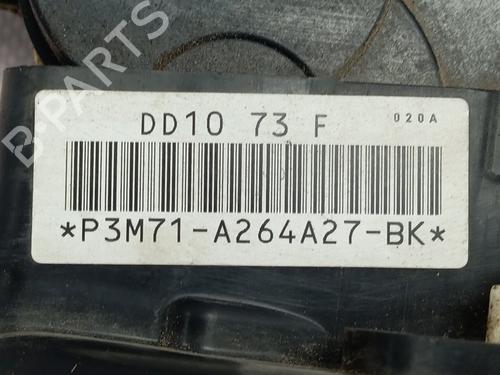 DD10 73 F 020A
*P3M71-A264A27-BK*
B-PARTS